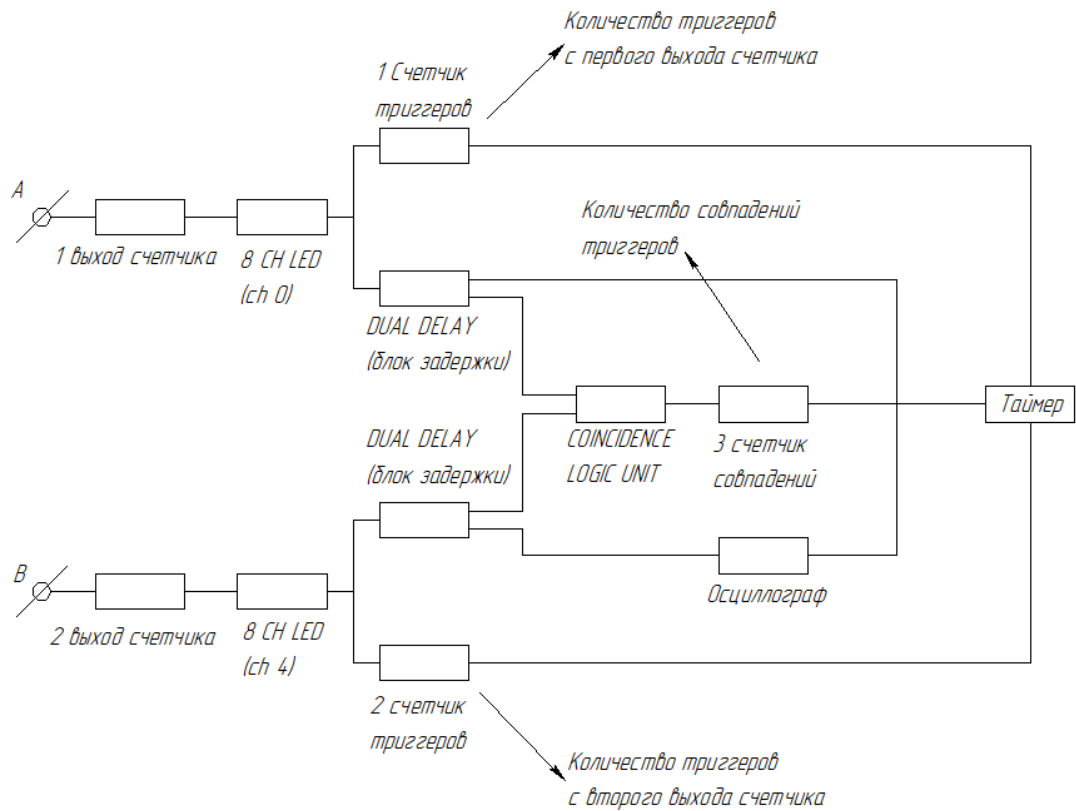 Количество триггеров
с первого выхода счетчика
1 Счетчик
триггеров
A
1 выход счетчика
8 CH LED
(ch 0)
Количество совпадений
триггеров
DUAL DELAY
(блок задержки)
Таймер
DUAL DELAY
(блок задержки)
COINCIDENCE
LOGIC UNIT
3 счетчик
совпадений
B
2 выход счетчика
8 CH LED
(ch 4)
Осциллограф
2 счетчик
триггеров
Количество триггеров
с второго выхода счетчика